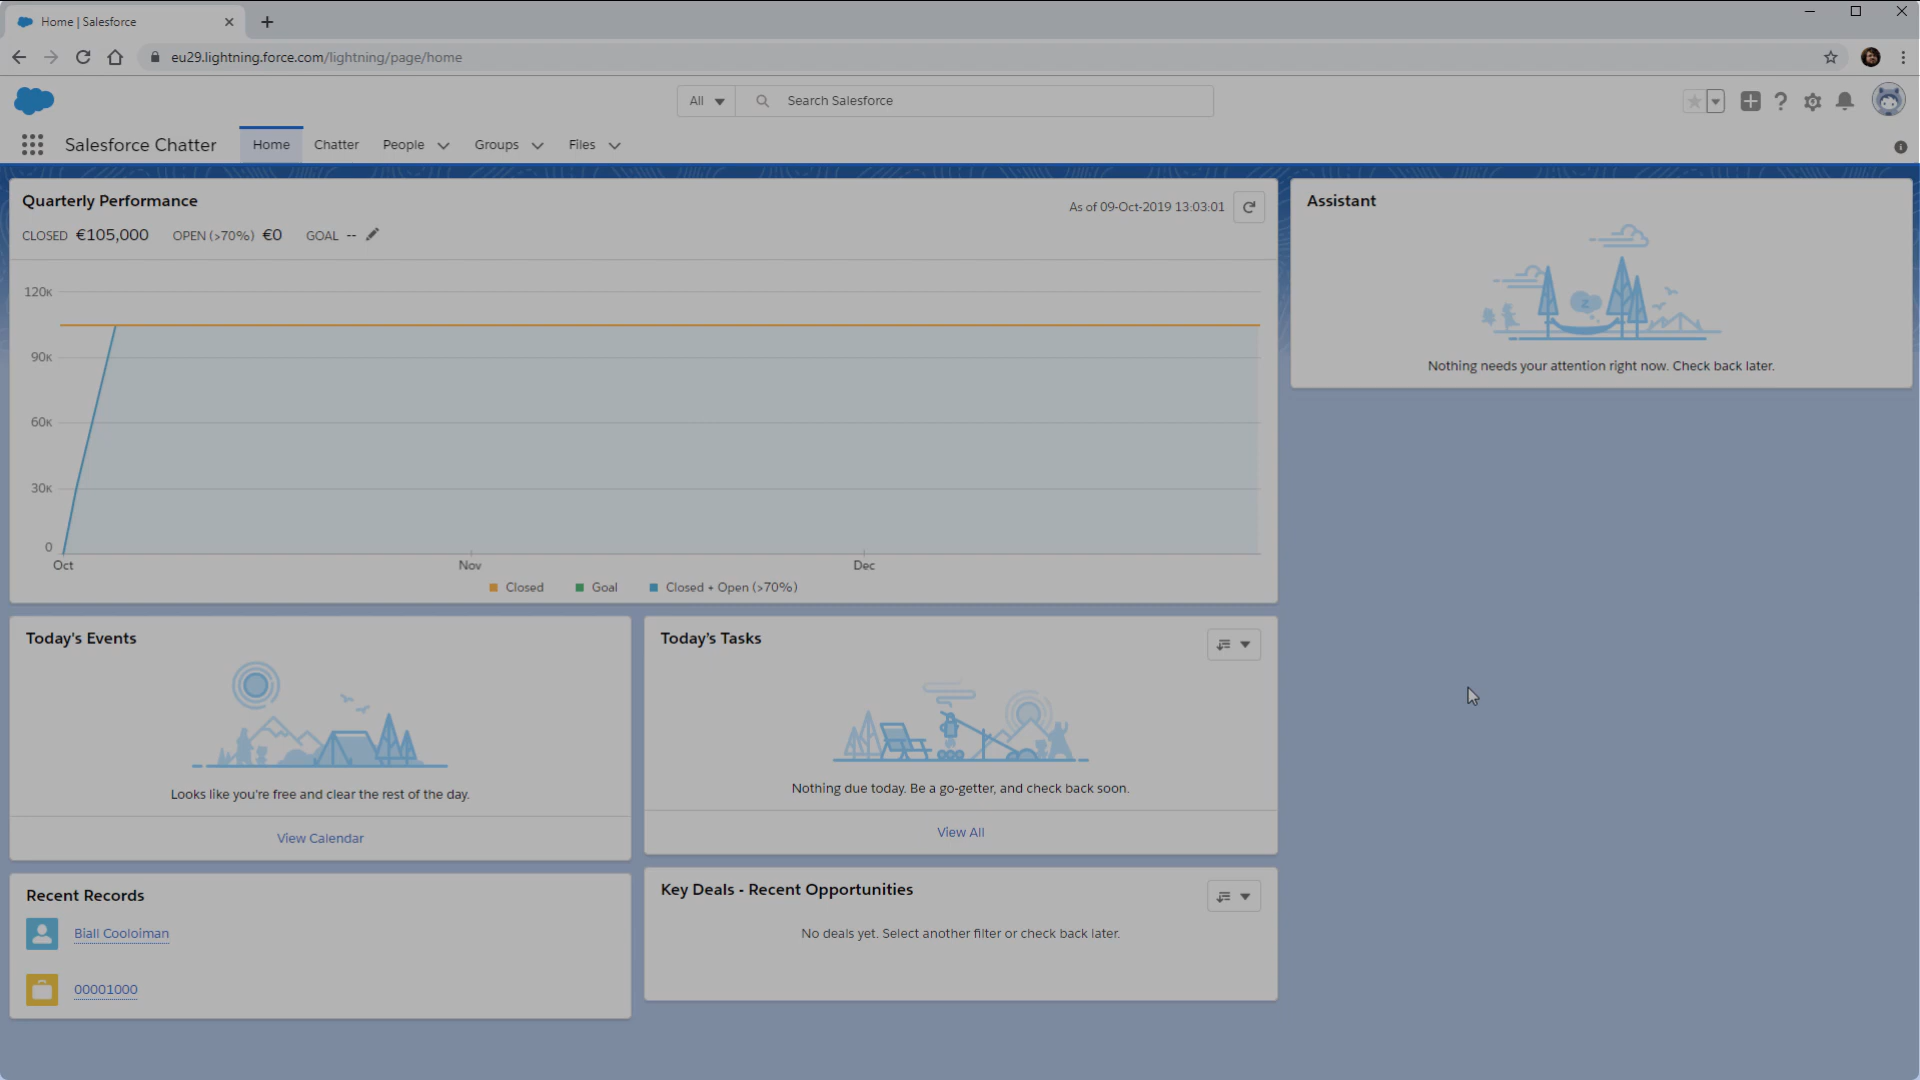 Home | Salesforce
eu29.lightning.force.com/lightning/page/home
All
Search Salesforce
Salesforce Chatter
Home
Chatter
People
Groups
Files
Quarterly Performance
As of 09-Oct-2019 13:03:01
CLOSED €105,000 OPEN (>70%) €0 GOAL --
120K
90K
60K
30K
0
Oct
Nov
Dec
Closed
Goal
Closed + Open (>70%)
Assistant
Nothing needs your attention right now. Check back later.
Today's Events
Looks like you're free and clear the rest of the day.
View Calendar
Today's Tasks
Nothing due today. Be a go-getter, and check back soon.
View All
Recent Records
Biall Cooloiman
00001000
Key Deals - Recent Opportunities
No deals yet. Select another filter or check back later.